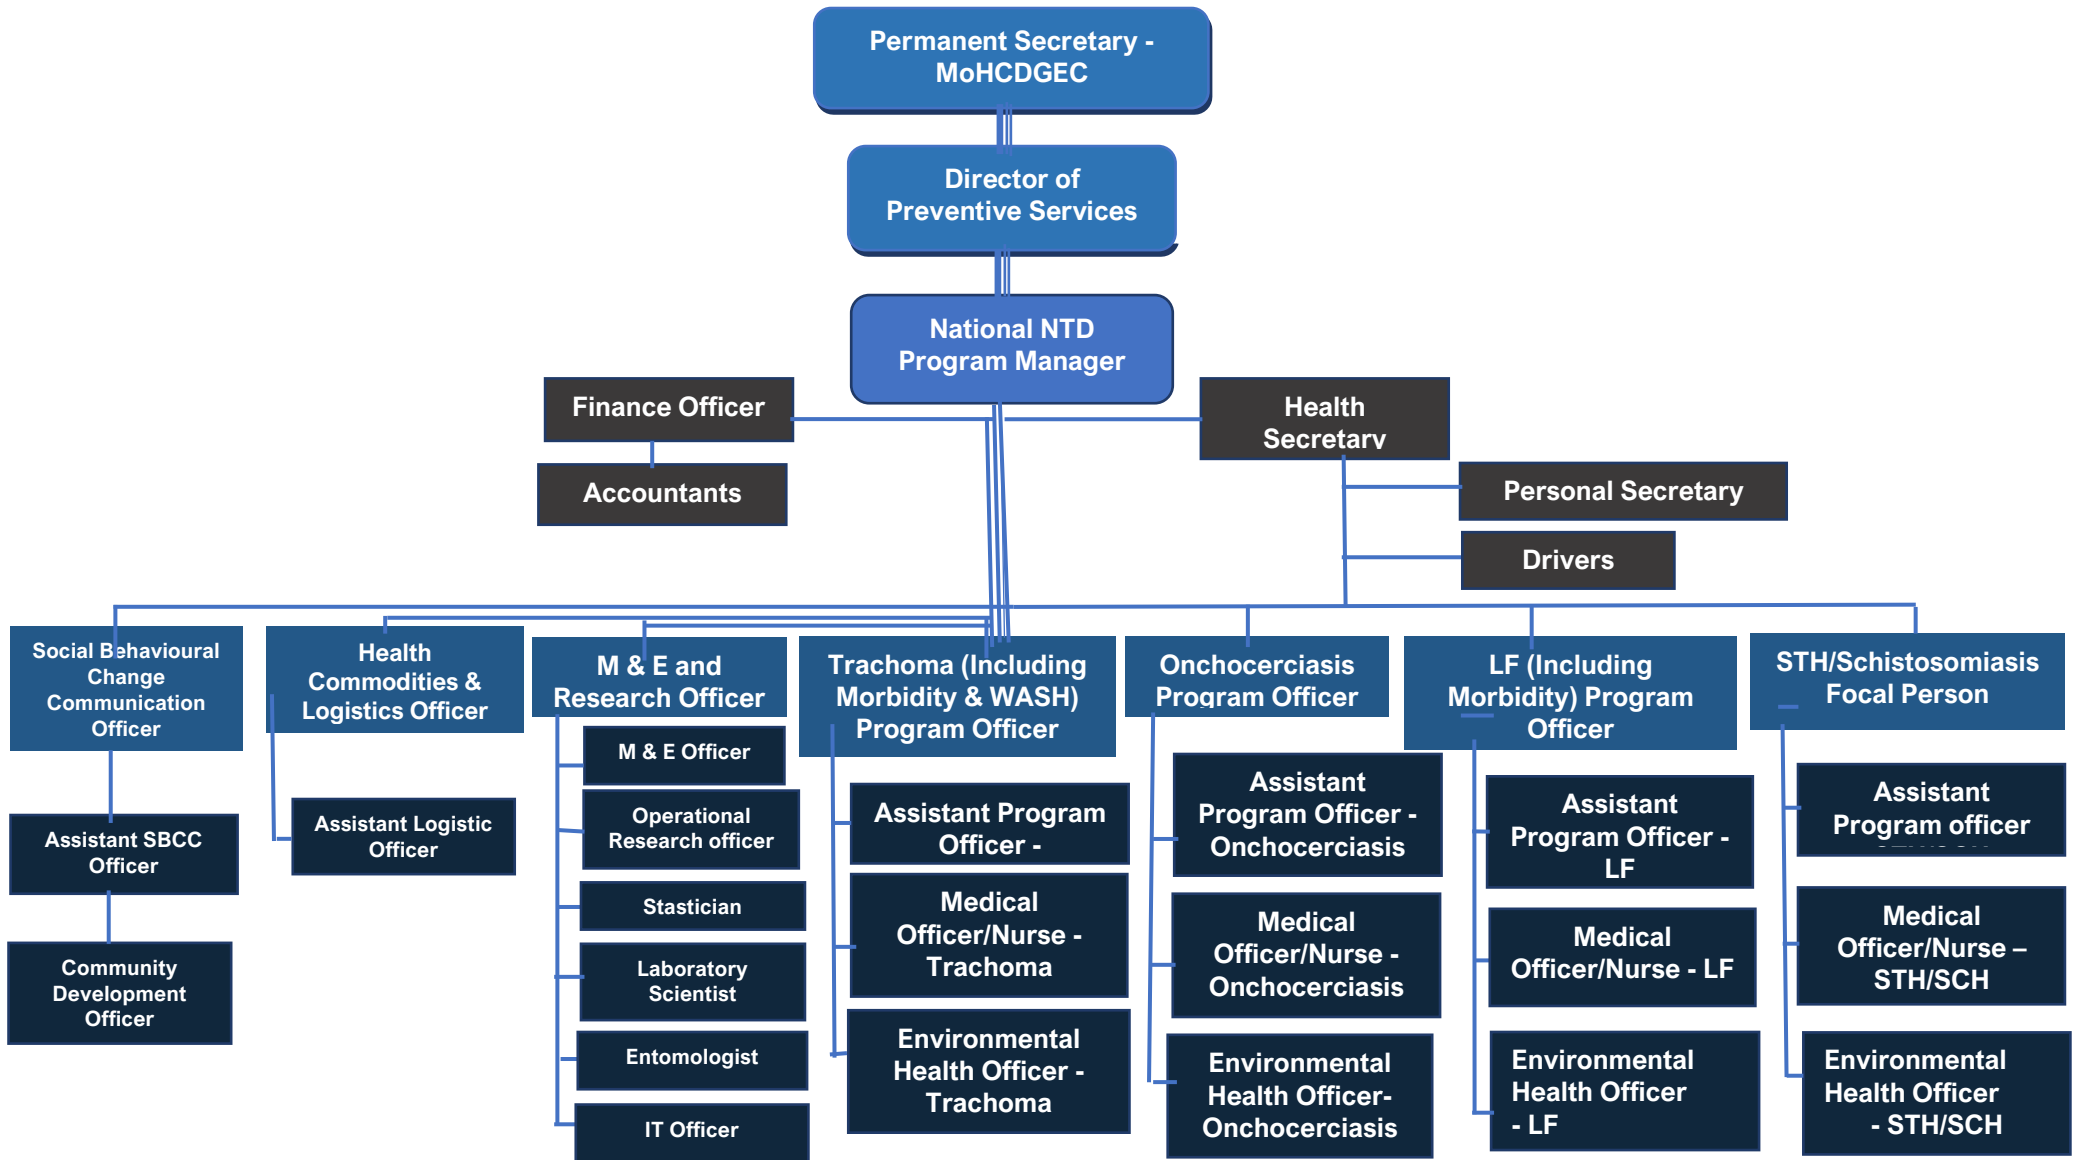 Permanent Secretary -
MoHCDGEC
Director of
Preventive Services
National NTD
Program Manager
Finance Officer
Health
Secretary
Accountants
Personal Secretary
Drivers
Social Behavioural
Change
Communication
Officer
Health
Commodities &
Logistics Officer
M & E and
Research Officer
Trachoma (Including
Morbidity & WASH)
Program Officer
Onchocerciasis
Program Officer
LF (Including
Morbidity) Program
Officer
STH/Schistosomiasis
Focal Person
Assistant SBCC
Officer
Community
Development
Officer
Assistant Logistic
Officer
M & E Officer
Operational
Research officer
Stastician
Laboratory
Scientist
Entomologist
IT Officer
Assistant Program
Officer -
Medical
Officer/Nurse -
Trachoma
Environmental
Health Officer -
Trachoma
Assistant
Program Officer -
Onchocerciasis
Medical
Officer/Nurse -
Onchocerciasis
Environmental
Health Officer-
Onchocerciasis
Assistant
Program Officer -
LF
Medical
Officer/Nurse - LF
Environmental
Health Officer
- LF
Assistant
Program officer
Medical
Officer/Nurse –
STH/SCH
Environmental
Health Officer
- STH/SCH